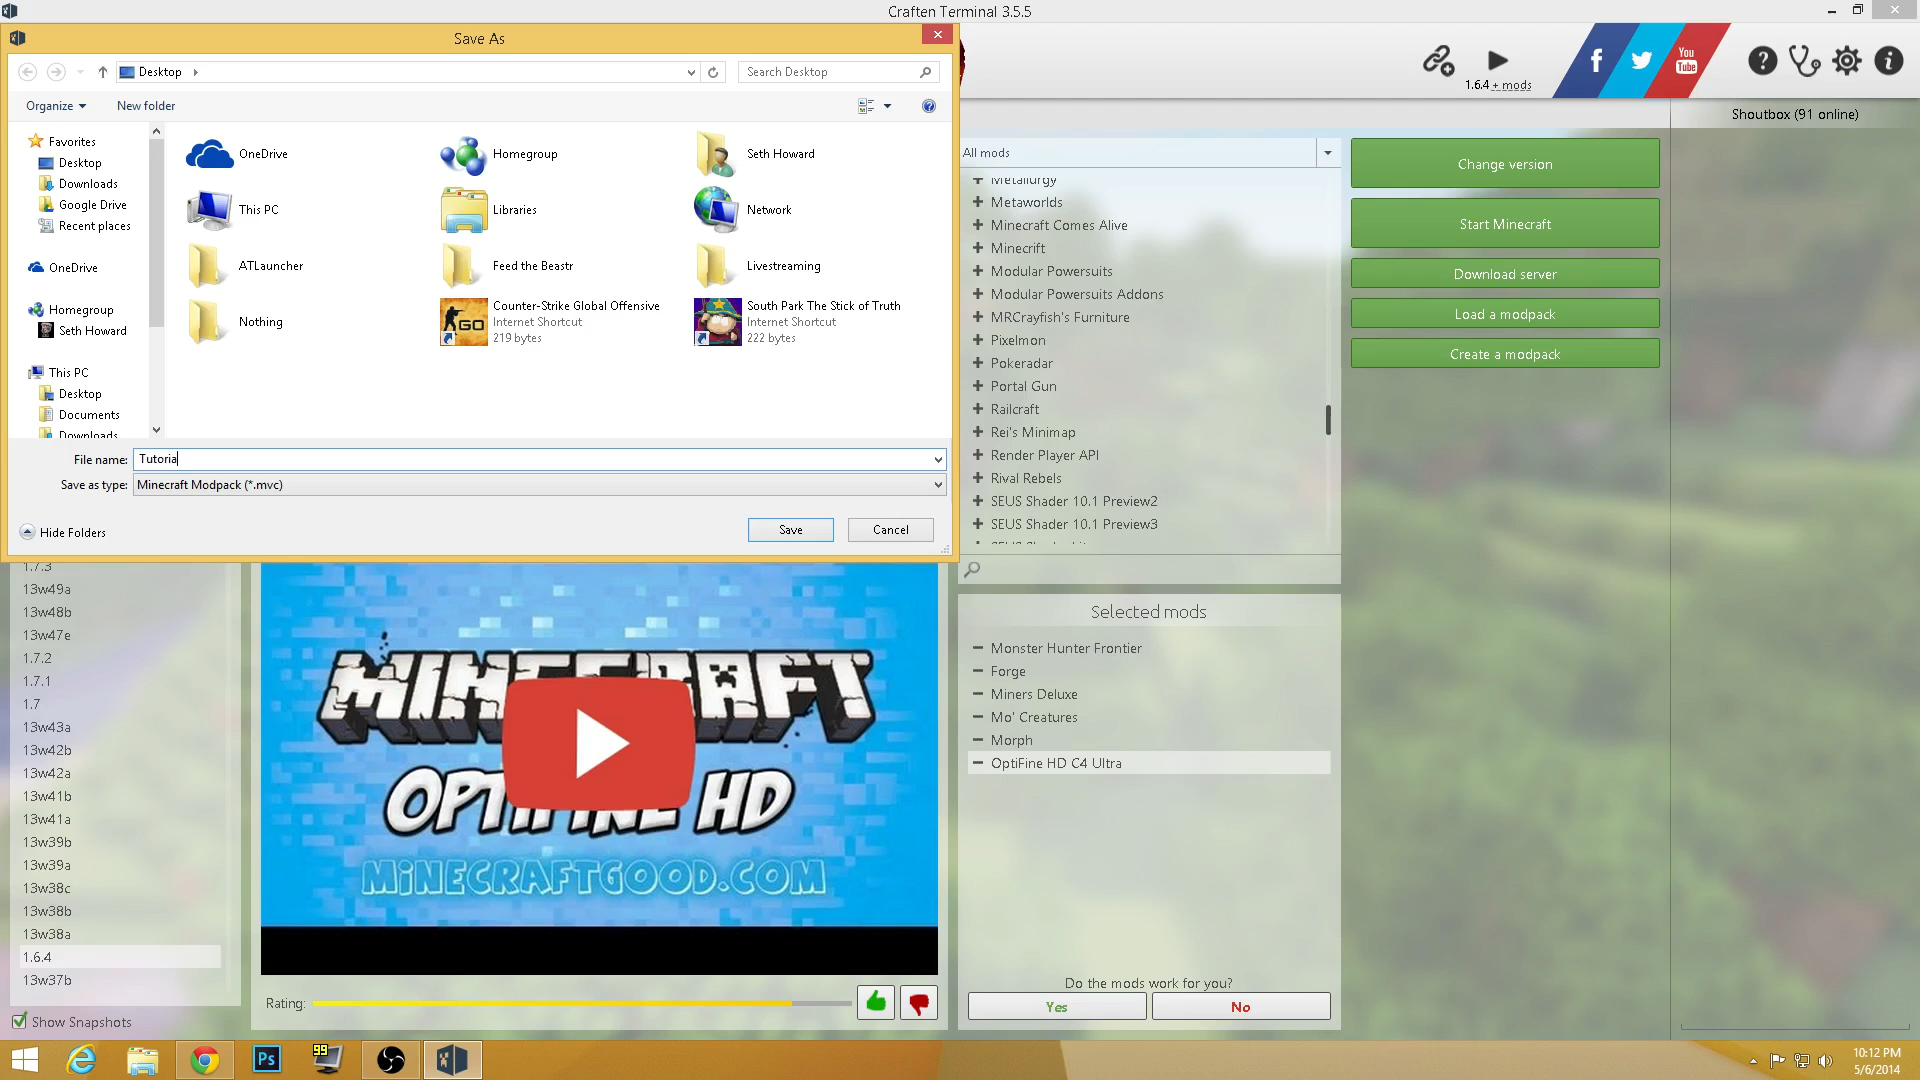 Craften Terminal 3.5.5
Save As
Desktop
Search Desktop
Organize
New folder
Favorites
Desktop
Downloads
Google Drive
Recent places
OneDrive
Homegroup
Seth Howard
This PC
Desktop
Documents
Downloads
OneDrive
Homegroup
Seth Howard
This PC
Libraries
Network
ATLauncher
Feed the Beastr
Livestreaming
Nothing
Counter-Strike Global Offensive
Internet Shortcut
219 bytes
South Park The Stick of Truth
Internet Shortcut
222 bytes
File name: Tutoria
Save as type: Minecraft Modpack (*.mvc)
Hide Folders
Save
Cancel
1.6.4 + mods
You
Tube
Shoutbox (91 online)
All mods
Metallurgy
Metaworlds
Minecraft Comes Alive
Minecrift
Modular Powersuits
Modular Powersuits Addons
MRCrayfish's Furniture
Pixelmon
Pokeradar
Portal Gun
Railcraft
Rei's Minimap
Render Player API
Rival Rebels
SEUS Shader 10.1 Preview2
SEUS Shader 10.1 Preview3
Change version
Start Minecraft
Download server
Load a modpack
Create a modpack
1.7.3
13w49a
13w48b
13w47e
1.7.2
1.7.1
1.7
13w43a
13w42b
13w42a
13w41b
13w41a
13w39b
13w39a
13w38c
13w38b
13w38a
1.6.4
13w37b
Show Snapshots
MINECRAFT
OPTIFINE HD
MINECRAFTGOOD.COM
Rating:
Selected mods
Monster Hunter Frontier
Forge
Miners Deluxe
Mo' Creatures
Morph
OptiFine HD C4 Ultra
Do the mods work for you?
Yes
No
Ps
99
10:12 PM
5/6/2014